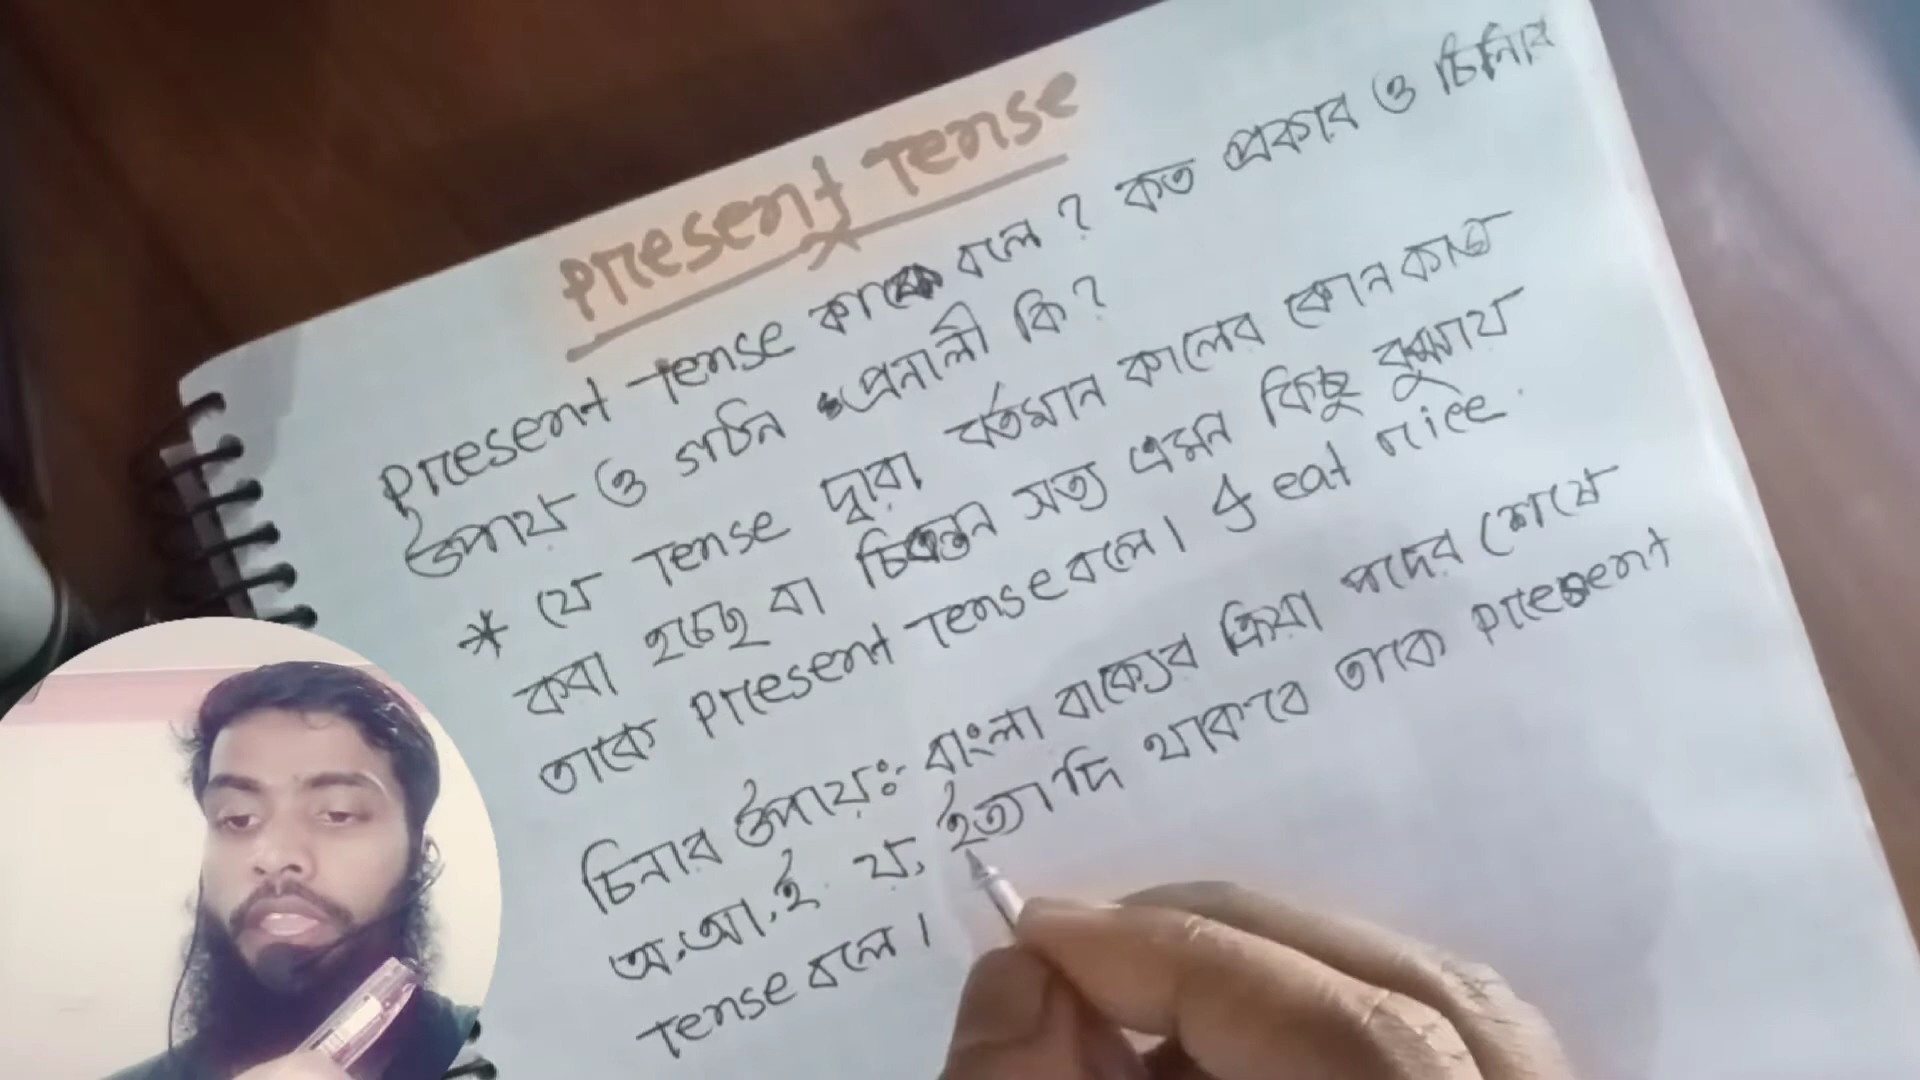 Present Tense
Present Tense কাকে বলে? কত প্রকার ও চিনার
উপায় ও গঠন প্রনালী কি?
* যে Tense দ্বারা বর্তমান কালের কোন কাজ
করা হচ্ছে বা চিরন্তন সত্য এমন কিছু বুঝায়
তাকে Present Tense বলে। I eat rice.
চিনার উপায়ঃ- বাংলা বাক্যের ক্রিয়া পদের শেষে
অ. আ. ই য়, ইত্যাদি থাকবে তাকে Present
Tense বলে।